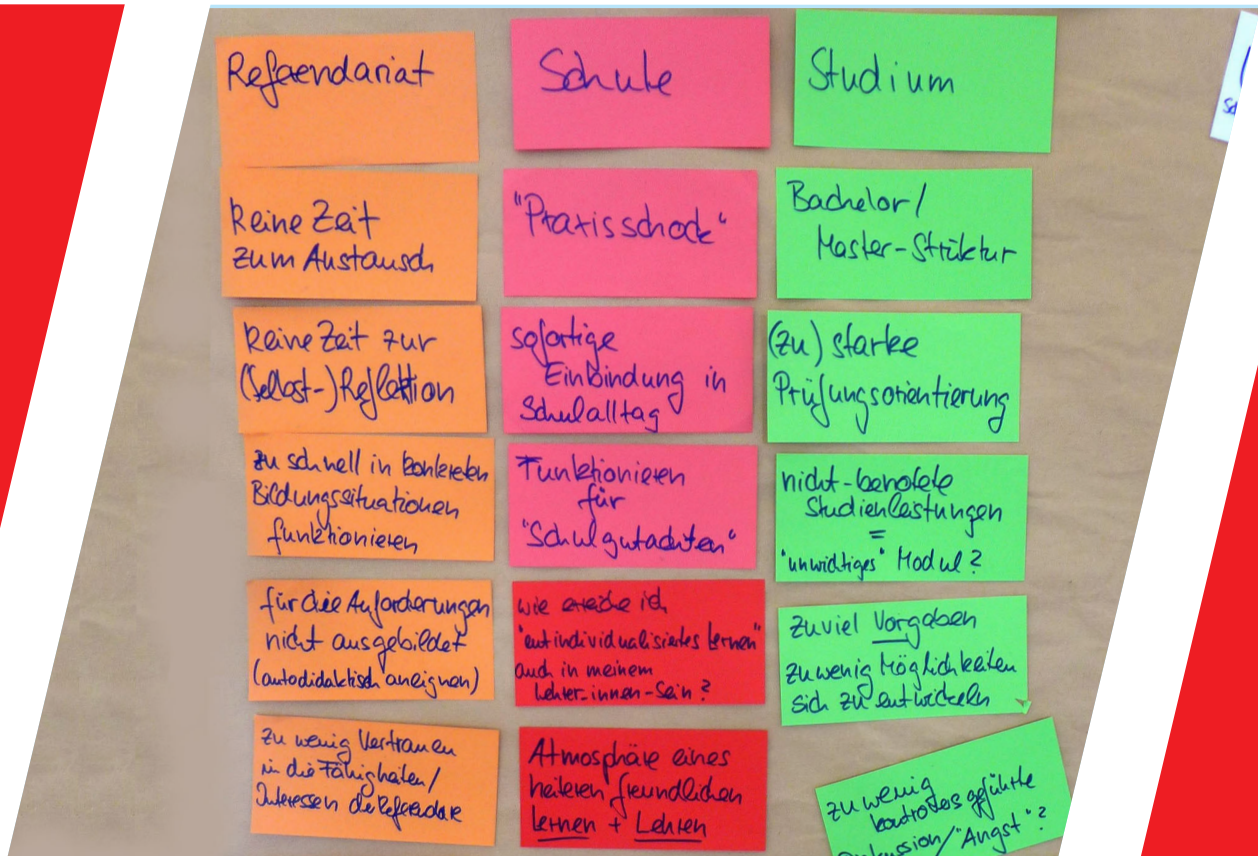 Referendariat
keine Zeit
zum Austausch
keine Zeit zur
(Selbst-)Reflektion
zu schnell in konkreten
Bildungssituationen
funktionieren
für die Anforderungen
nicht ausgebildet
(autodidaktisch aneignen)
zu wenig Vertrauen
in die Fähigkeiten/
Interessen der Referendare
Schule
"Praxisschock"
sofortige
Einbindung in
Schulalltag
Funktionieren
für
"Schulgutachten"
wie erreiche ich
"entindividualisiertes Lernen"
auch in meinem
Lehrer-innen-Sein?
Atmosphäre eines
heiteren freundlichen
Lernen + Lehren
Studium
Bachelor/
Master-Struktur
(zu) starke
Prüfungsorientierung
nicht-benotete
Studienleistungen
=
"unwichtiges" Modul?
zuviel Vorgaben
zu wenig Möglichkeiten
sich zu entwickeln
zu wenig
kontrovers geführte
"Angst"?